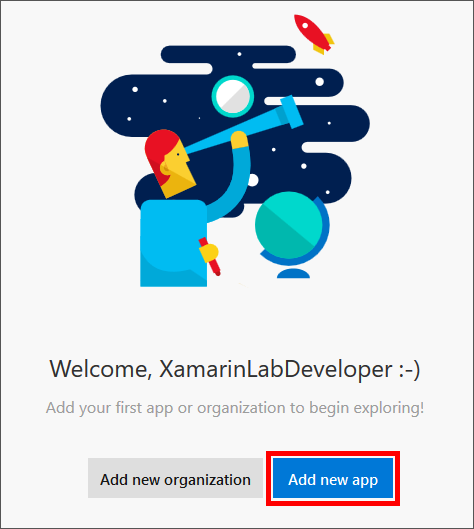 Welcome, XamarinLabDeveloper :-)
Add your first app or organization to begin exploring!
Add new organization
Add new app